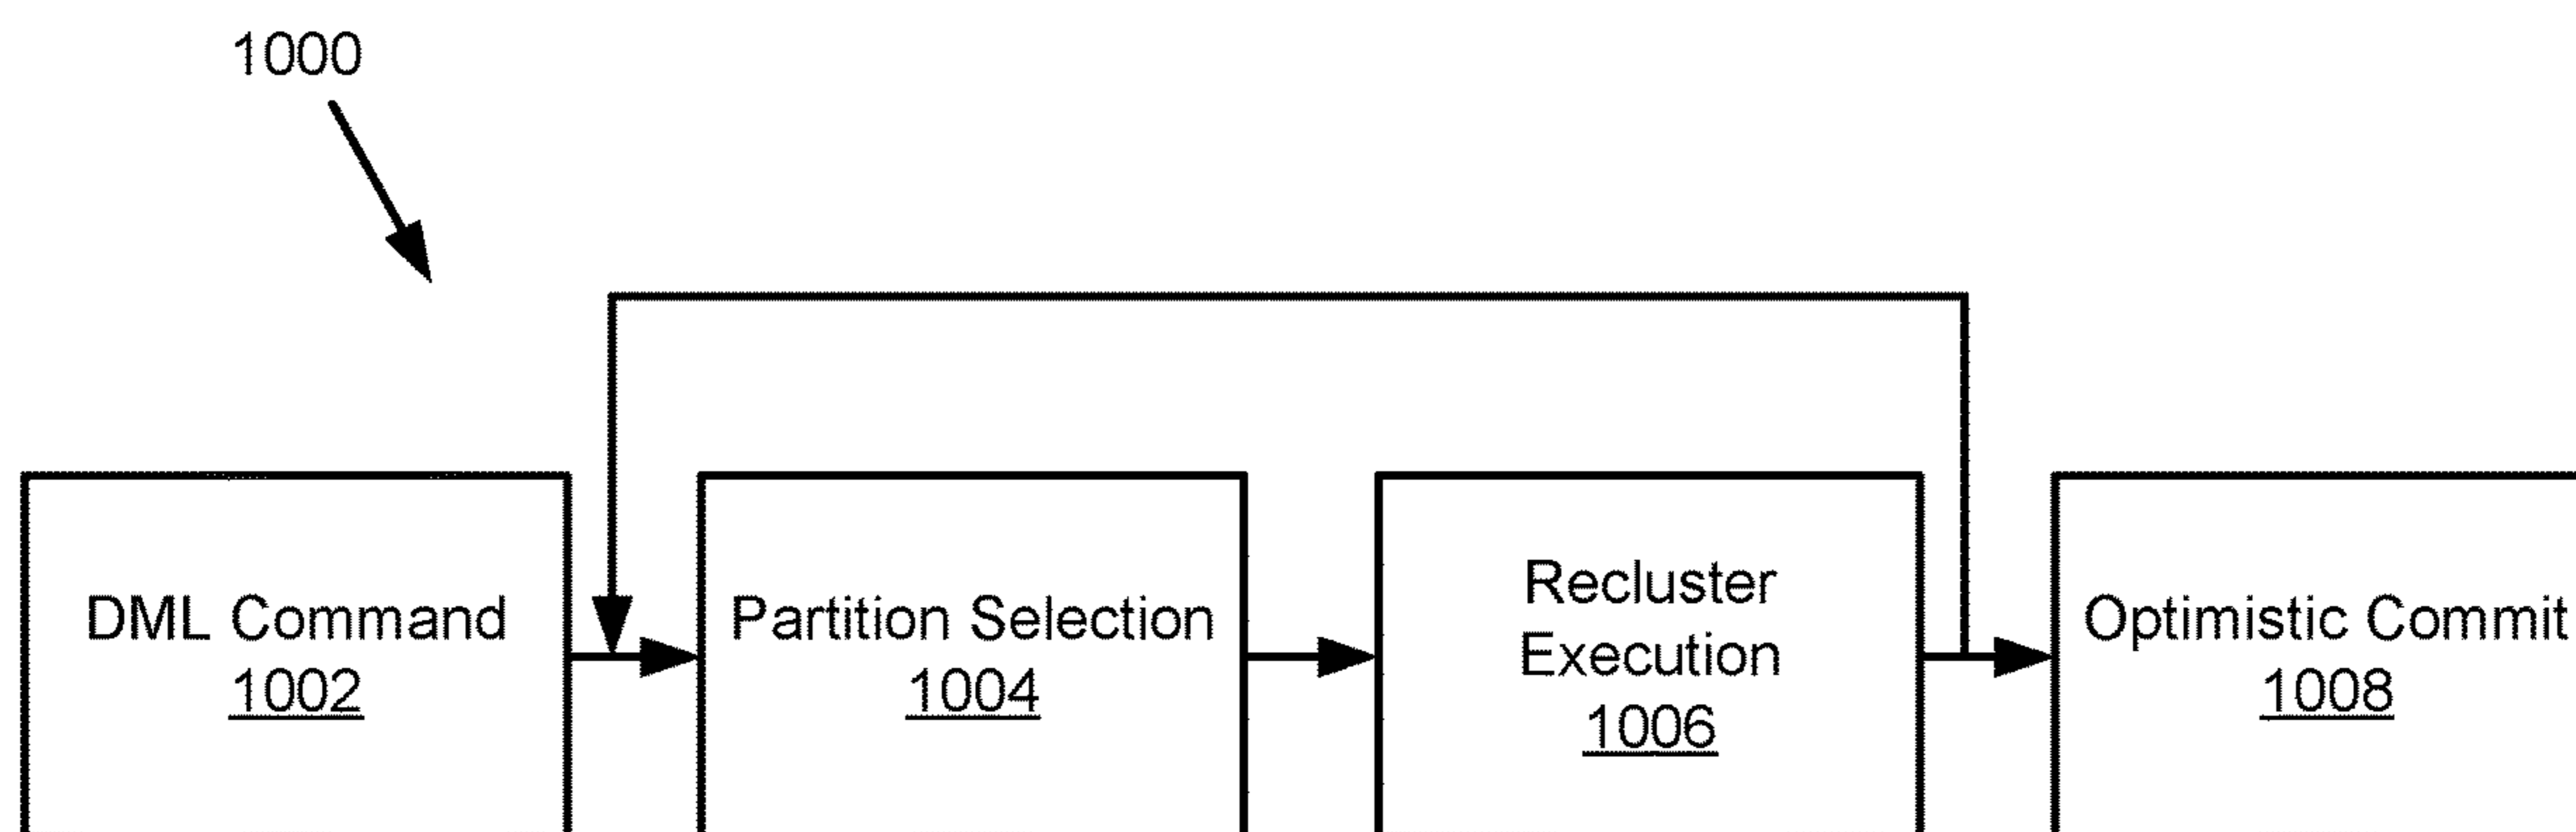 1000
DML Command
1002
Partition Selection
1004
Recluster
Execution
1006
Optimistic Commit
1008